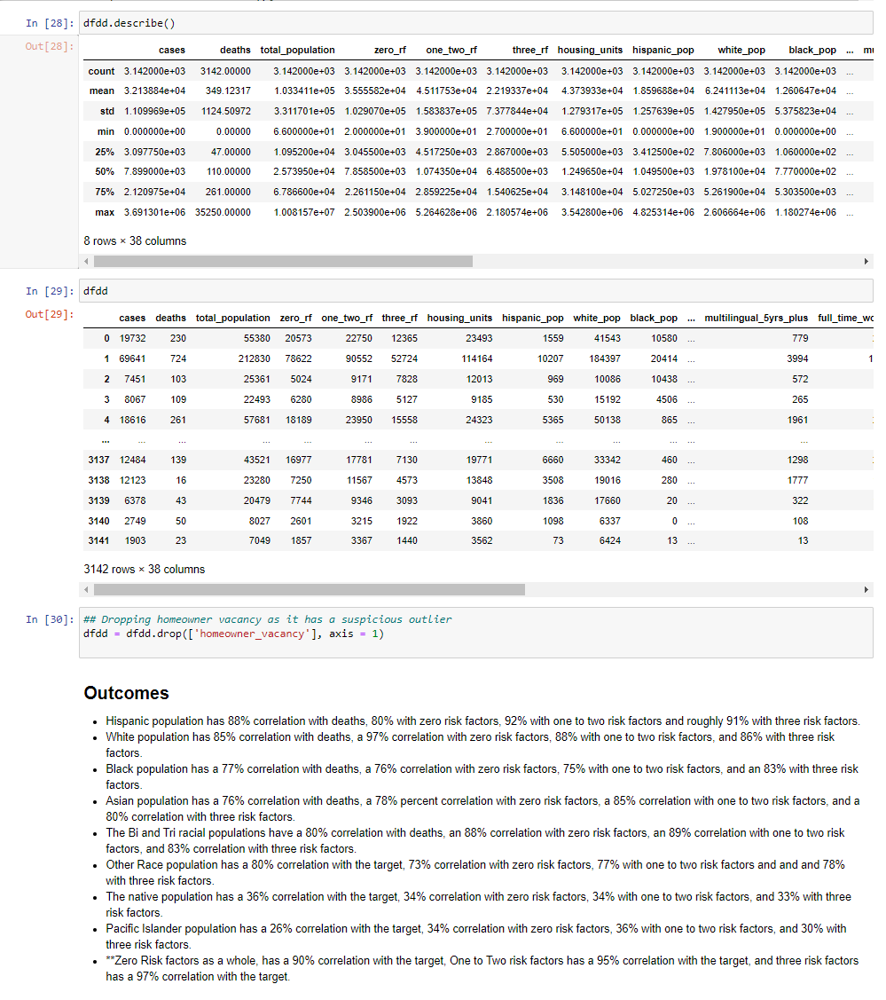 In [28]: dfdd.describe()
Out[28]:
cases deaths total_population zero_rf one_two_rf three_rf housing_units hispanic_pop white_pop black_pop ... mu
count 3.142000e+03 3142.00000 3.142000e+03 3.142000e+03 3.142000e+03 3.142000e+03 3.142000e+03 3.142000e+03 3.142000e+03 3.142000e+03 ...
mean 3.213884e+04 349.12317 1.033411e+05 3.555582e+04 4.511753e+04 2.219337e+04 4.373933e+04 1.859688e+04 6.241113e+04 1.260647e+04 ...
std 1.109969e+05 1124.50972 3.311701e+05 1.029070e+05 1.583837e+05 7.377844e+04 1.279317e+05 1.257639e+05 1.427950e+05 5.375823e+04 ...
min 0.000000e+00 0.00000 6.600000e+01 2.000000e+01 3.900000e+01 2.700000e+01 6.600000e+01 0.000000e+00 1.900000e+01 0.000000e+00 ...
25% 3.097750e+03 47.00000 1.095200e+04 3.045500e+03 4.517250e+03 2.867000e+03 5.505000e+03 3.412500e+02 7.806000e+03 1.060000e+02 ...
50% 7.899000e+03 110.00000 2.573950e+04 7.858500e+03 1.074350e+04 6.488500e+03 1.249650e+04 1.049500e+03 1.978100e+04 7.770000e+02 ...
75% 2.120975e+04 261.00000 6.786600e+04 2.261150e+04 2.859225e+04 1.540625e+04 3.148100e+04 5.027250e+03 5.261900e+04 5.303500e+03 ...
max 3.691301e+06 35250.00000 1.008157e+07 2.503900e+06 5.264628e+06 2.180574e+06 3.542800e+06 4.825314e+06 2.606664e+06 1.180274e+06 ...
8 rows × 38 columns
In [29]: dfdd
Out[29]:
cases deaths total_population zero_rf one_two_rf three_rf housing_units hispanic_pop white_pop black_pop ... multilingual_5yrs_plus full_time_wo
0 19732 230 55380 20573 22750 12365 23493 1559 41543 10580 ... 779
1 69641 724 212830 78622 90552 52724 114164 10207 184397 20414 ... 3994 1
2 7451 103 25361 5024 9171 7828 12013 969 10086 10438 ... 572
3 8067 109 22493 6280 8986 5127 9185 530 15192 4506 ... 265
4 18616 261 57681 18189 23950 15558 24323 5365 50138 865 ... 1961
... ... ... ... ... ... ... ... ... ... ... ... ...
3137 12484 139 43521 16977 17781 7130 19771 6660 33342 460 ... 1298
3138 12123 16 23280 7250 11567 4573 13848 3508 19016 280 ... 1777
3139 6378 43 20479 7744 9346 3093 9041 1836 17660 20 ... 322
3140 2749 50 8027 2601 3215 1922 3860 1098 6337 0 ... 108
3141 1903 23 7049 1857 3367 1440 3562 73 6424 13 ... 13
3142 rows × 38 columns
In [30]: ## Dropping homeowner vacancy as it has a suspicious outlier
dfdd = dfdd.drop(['homeowner_vacancy'], axis = 1)
Outcomes
• Hispanic population has 88% correlation with deaths, 80% with zero risk factors, 92% with one to two risk factors and roughly 91% with three risk factors.
• White population has 85% correlation with deaths, a 97% correlation with zero risk factors, 88% with one to two risk factors, and 86% with three risk
factors.
• Black population has a 77% correlation with deaths, a 76% correlation with zero risk factors, 75% with one to two risk factors, and an 83% with three risk
factors.
• Asian population has a 76% correlation with deaths, a 78% percent correlation with zero risk factors, a 85% correlation with one to two risk factors, and a
80% correlation with three risk factors.
• The Bi and Tri racial populations have a 80% correlation with deaths, an 88% correlation with zero risk factors, an 89% correlation with one to two risk
factors, and 83% correlation with three risk factors.
• Other Race population has a 80% correlation with the target, 73% correlation with zero risk factors, 77% with one to two risk factors and and and 78%
with three risk factors.
• The native population has a 36% correlation with the target, 34% correlation with zero risk factors, 34% with one to two risk factors, and 33% with three
risk factors.
• Pacific Islander population has a 26% correlation with the target, 34% correlation with zero risk factors, 36% with one to two risk factors, and 30% with
three risk factors.
• **Zero Risk factors as a whole, has a 90% correlation with the target, One to Two risk factors has a 95% correlation with the target, and three risk factors
has a 97% correlation with the target.